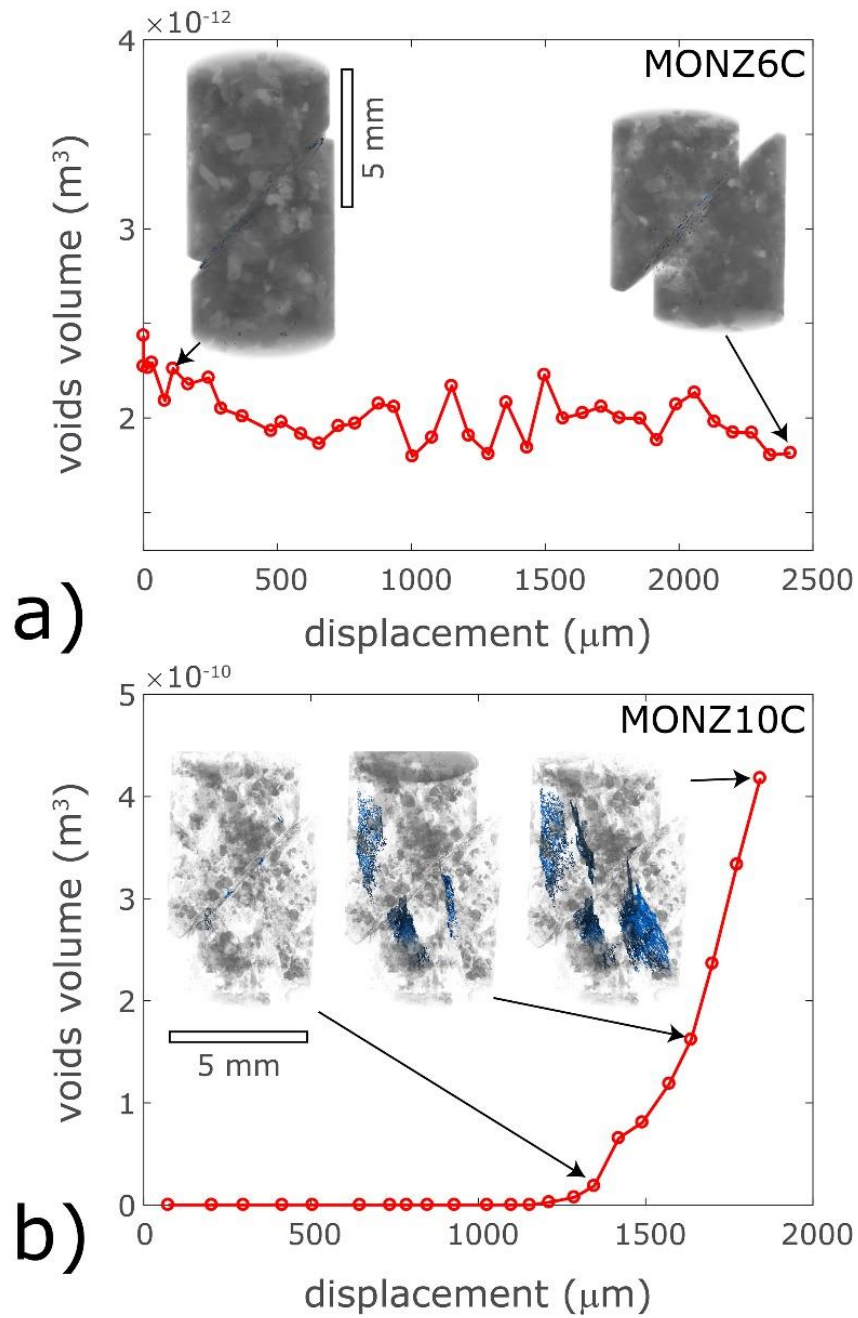 ×10⁻¹²
MONZ6C
4
3
2
voids volume (m³)
5 mm
0 500 1000 1500 2000 2500
displacement (μm)
a)
×10⁻¹⁰
MONZ10C
5
4
3
2
1
0
voids volume (m³)
5 mm
0 500 1000 1500 2000
displacement (μm)
b)